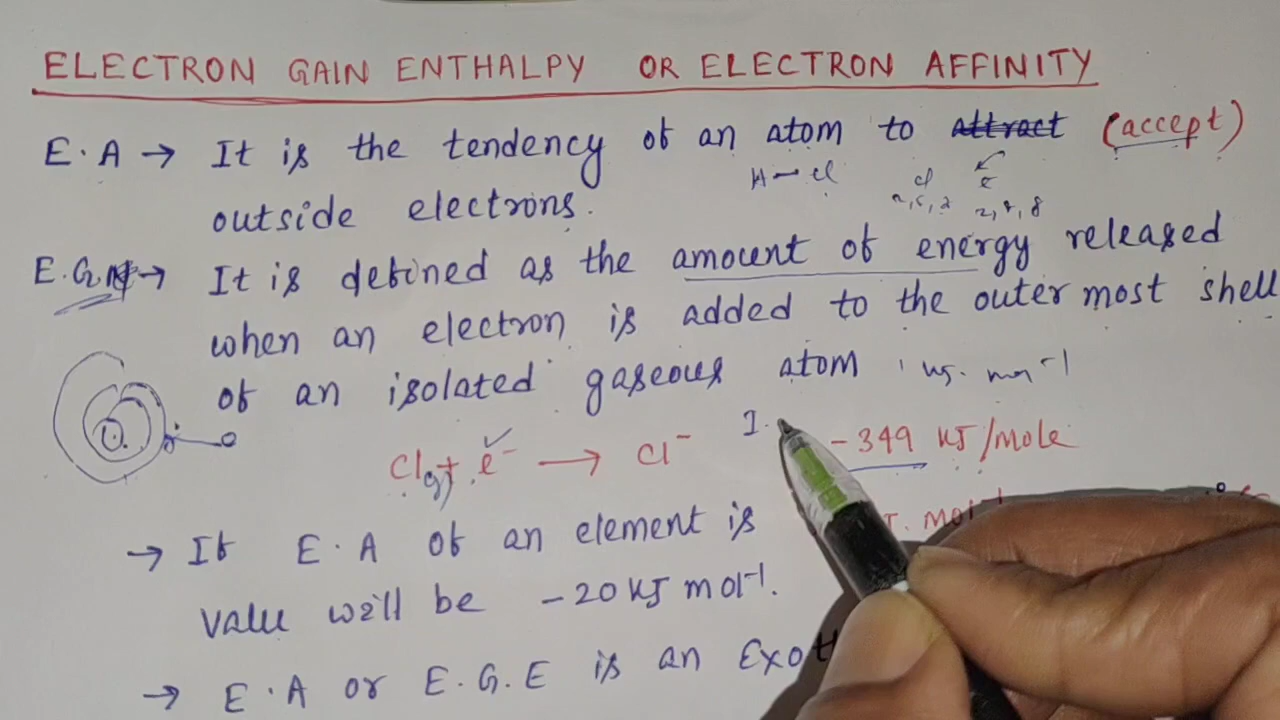 ELECTRON GAIN ENTHALPY OR ELECTRON AFFINITY
E.A → It is the tendency of an atom to attract (accept)
H — Cl
outside electrons.
E.G.H → It is defined as the amount of energy released
when an electron is added to the outermost shell
of an isolated gaseous atom
Cl(g) + e⁻ → Cl⁻ -349 KJ/mole
→ If E.A of an element is
value will be -20 KJ mol⁻¹.
→ E.A or E.G.E is an Exoth